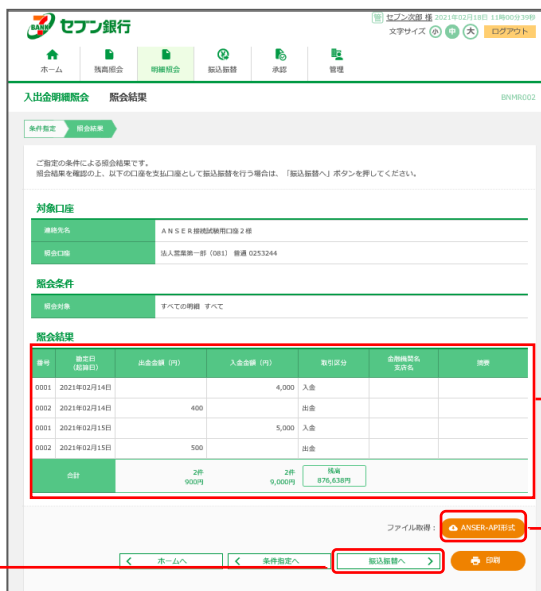 BANK セブン銀行
セブン次郎 様 2021年02月18日 11時00分39秒
文字サイズ 小 中 大 ログアウト
ホーム 残高照会 明細照会 振込振替 承認 管理
入出金明細照会 照会結果 BNMR002
条件指定 照会結果
ご指定の条件による照会結果です。
照会結果を確認の上、以下の口座を支払口座として振込振替を行う場合は、「振込振替へ」ボタンを押してください。
対象口座
連絡先名 ANSER接続試験用口座2様
照会口座 法人営業第一部 (081) 普通 0253244
照会条件
照会対象 すべての明細 すべて
照会結果
番号 勘定日 (起算日) 出金金額 (円) 入金金額 (円) 取引区分 金融機関名 支店名 摘要
0001 2021年02月14日 4,000 入金
0002 2021年02月14日 400 出金
0001 2021年02月15日 5,000 入金
0002 2021年02月15日 500 出金
合計 2件 900円 2件 9,000円 残高 876,638円
ファイル取得： ANSER-API形式
ホームへ 条件指定へ 振込振替へ 印刷